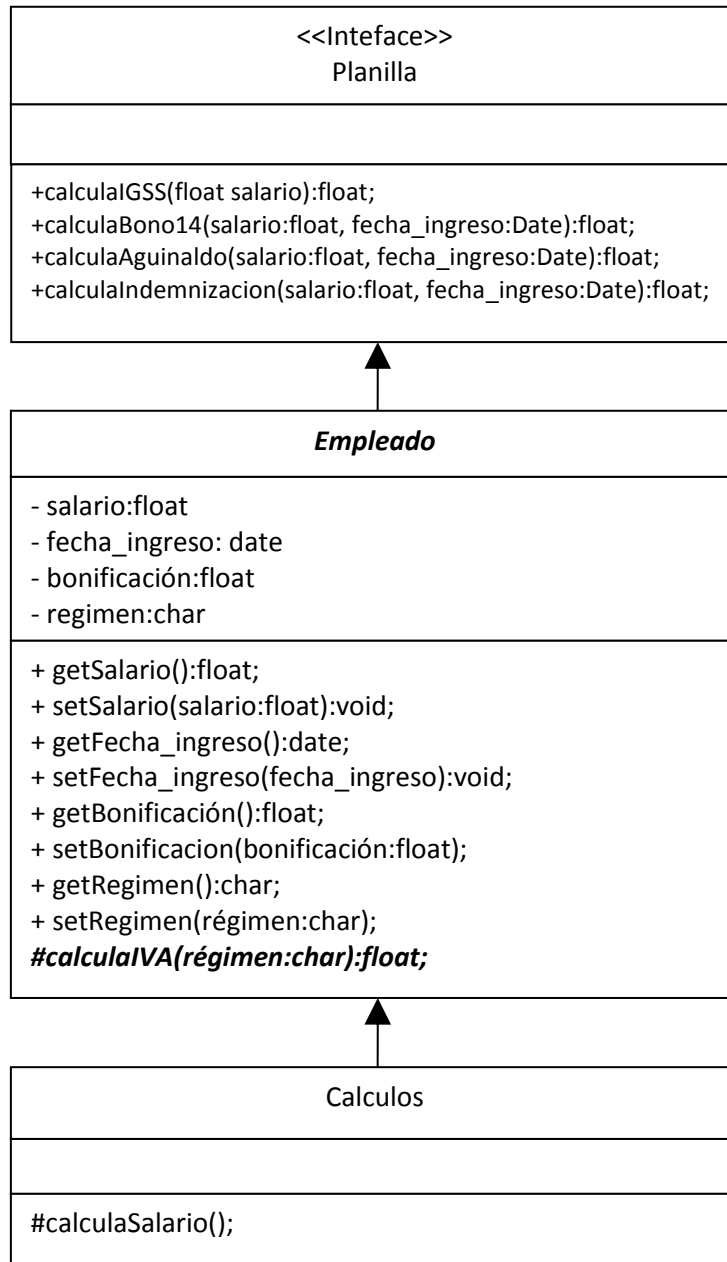 <<Inteface>>
Planilla
+calculaIGSS(float salario):float;
+calculaBono14(salario:float, fecha_ingreso:Date):float;
+calculaAguinaldo(salario:float, fecha_ingreso:Date):float;
+calculaIndemnizacion(salario:float, fecha_ingreso:Date):float;
Empleado
- salario:float
- fecha_ingreso: date
- bonificación:float
- regimen:char
+ getSalario():float;
+ setSalario(salario:float):void;
+ getFecha_ingreso():date;
+ setFecha_ingreso(fecha_ingreso):void;
+ getBonificación():float;
+ setBonificacion(bonificación:float);
+ getRegimen():char;
+ setRegimen(régimen:char);
#calculaIVA(régimen:char):float;
Calculos
#calculaSalario();